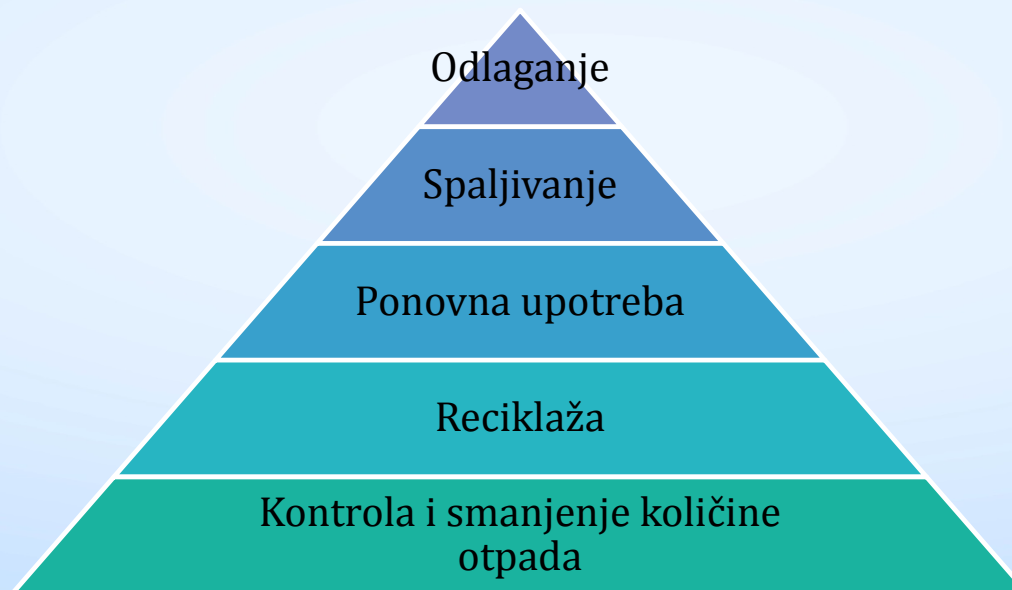 Odlaganje
Spaljivanje
Ponovna upotreba
Reciklaža
Kontrola i smanjenje količine
otpada